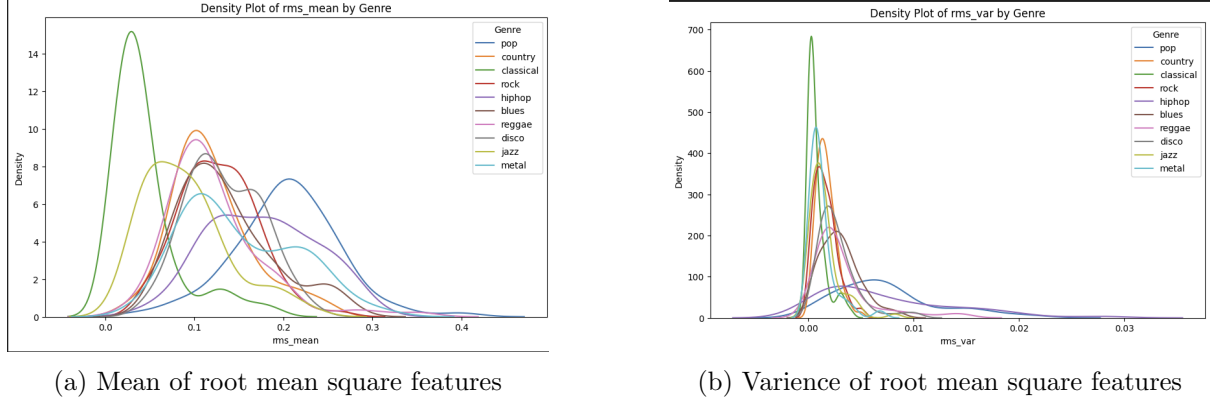 Density Plot of rms_mean by Genre
Genre
pop
country
classical
rock
hiphop
blues
reggae
disco
jazz
metal
14
12
10
8
6
4
2
0
Density
0.0 0.1 0.2 0.3 0.4
rms_mean
(a) Mean of root mean square features
Density Plot of rms_var by Genre
Genre
pop
country
classical
rock
hiphop
blues
reggae
disco
jazz
metal
700
600
500
400
300
200
100
0
Density
0.00 0.01 0.02 0.03
rms_var
(b) Varience of root mean square features